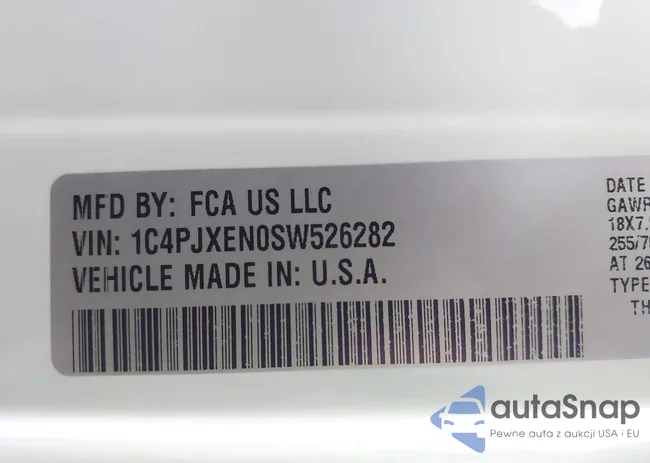 MFD BY: FCA US LLC
VIN: 1C4PJXEN0SW526282
VEHICLE MADE IN: U.S.A.
DATE
GAWR
18X7.
255/70
AT 26
TYPE
TH
autaSnap
Pewne auta z aukcji USA i EU